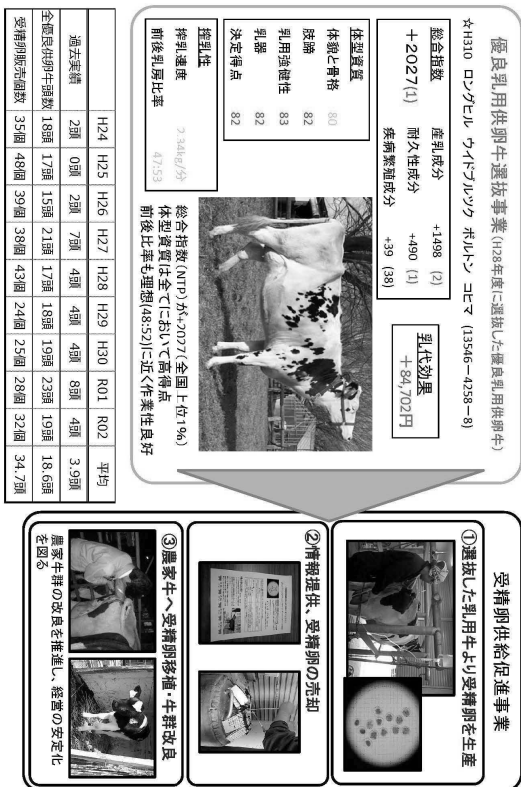 優良乳用供卵牛選抜事業(H28年度に選抜した優良乳用供卵牛)
☆H310 ロングヒル ウイドブルック ボルトン コヒマ (13546－4258－8)
総合指数
＋2027(1)
産乳成分 +1498 (2)
耐久性成分 +490 (1)
疾病繁殖成分 +39 (38)
乳代効果
＋84,702円
体型資質
体貌と骨格 80
肢蹄 82
乳用強健性 83
乳器 82
決定得点 82
搾乳性
搾乳速度 2.34kg/分
前後乳房比率 47:53
総合指数(NTP)が+2027(全国上位1%)
体型資質は全てにおいて高得点
前後比率も理想(48:52)に近く作業性良好
H24 H25 H26 H27 H28 H29 H30 R01 R02 平均
過去実績 2頭 0頭 2頭 7頭 4頭 4頭 4頭 8頭 4頭 3.9頭
全優良供卵牛頭数 18頭 17頭 15頭 21頭 17頭 18頭 19頭 23頭 19頭 18.6頭
受精卵販売個数 35個 48個 39個 38個 43個 24個 25個 28個 32個 34.7頭
受精卵供給促進事業
①選抜した乳用牛より受精卵を生産
②情報提供、受精卵の売却
③農家牛へ受精卵移植・牛群改良
農家牛群の改良を推進し、経営の安定化
を図る